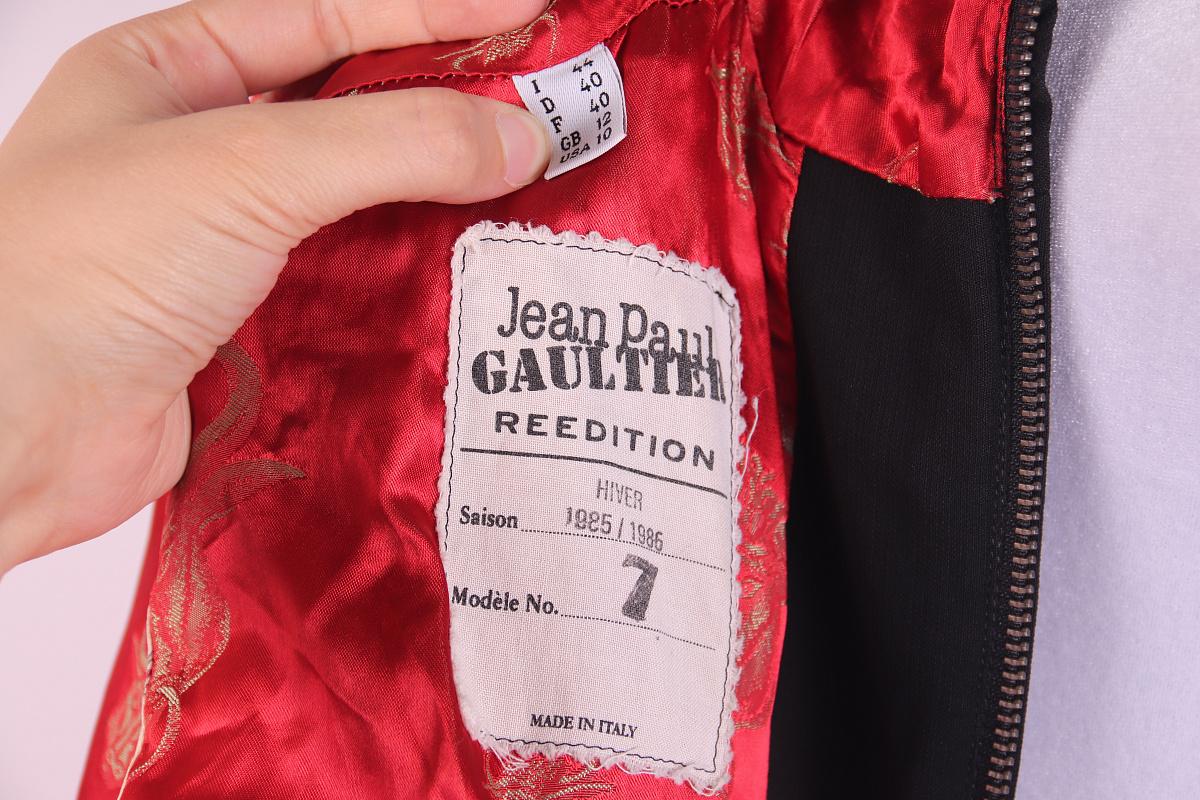 I 44
D 40
F 40
GB 12
USA 10
Jean Paul
GAULTIER
REEDITION
HIVER
Saison 1985 / 1986
Modèle No. 7
MADE IN ITALY